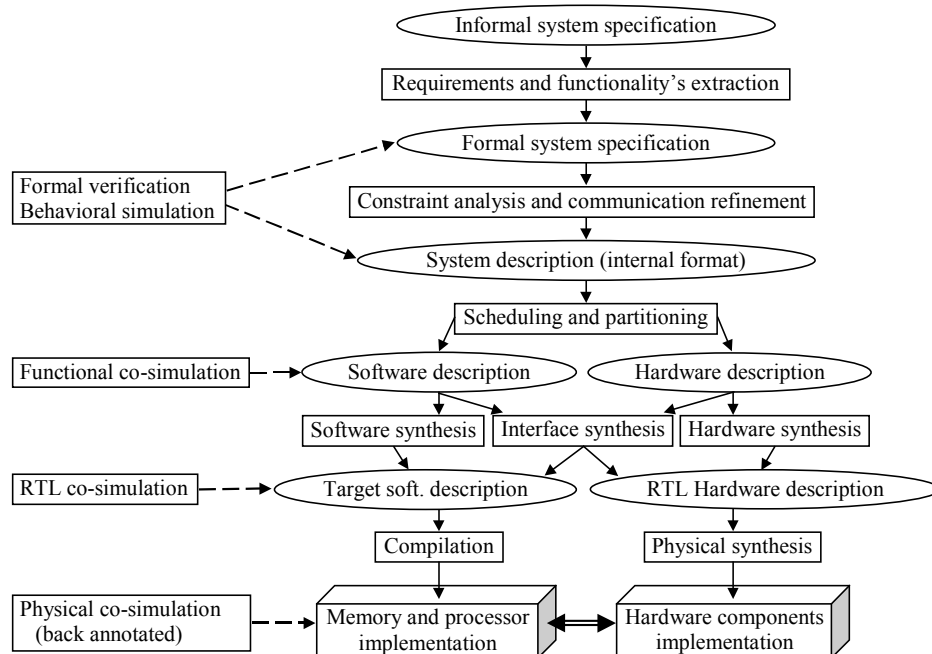 Informal system specification
Requirements and functionality’s extraction
Formal system specification
Formal verification
Behavioral simulation
Constraint analysis and communication refinement
System description (internal format)
Scheduling and partitioning
Functional co-simulation
Software description
Hardware description
Software synthesis
Interface synthesis
Hardware synthesis
RTL co-simulation
Target soft. description
RTL Hardware description
Compilation
Physical synthesis
Physical co-simulation
(back annotated)
Memory and processor
implementation
Hardware components
implementation